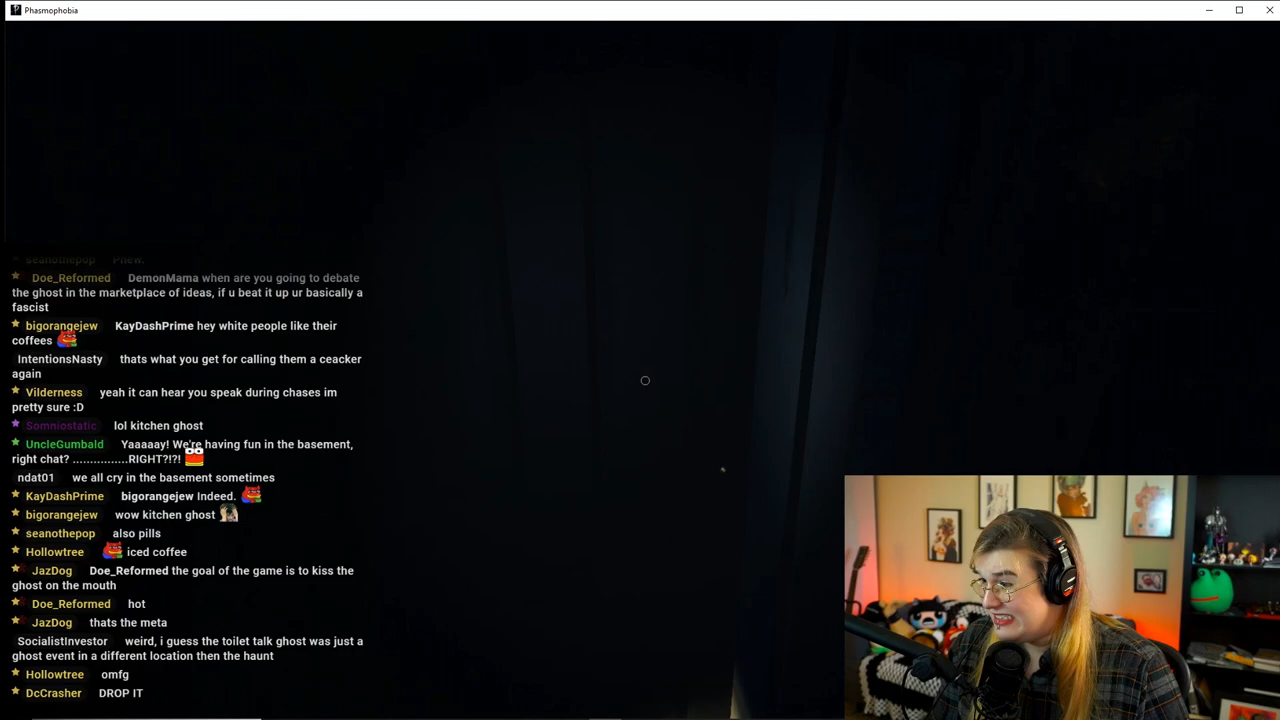 Phasmophobia
seanothepop Phew.
Doe_Reformed DemonMama when are you going to debate
the ghost in the marketplace of ideas, if u beat it up ur basically a
fascist
bigorangejew KayDashPrime hey white people like their
coffees
IntentionsNasty thats what you get for calling them a ceacker
again
Vilderness yeah it can hear you speak during chases im
pretty sure :D
Somniostatic lol kitchen ghost
UncleGumbald Yaaaaay! We're having fun in the basement,
right chat? ..................RIGHT?!?!
ndat01 we all cry in the basement sometimes
KayDashPrime bigorangejew Indeed.
bigorangejew wow kitchen ghost
seanothepop also pills
Hollowtree iced coffee
JazDog Doe_Reformed the goal of the game is to kiss the
ghost on the mouth
Doe_Reformed hot
JazDog thats the meta
SocialistInvestor weird, i guess the toilet talk ghost was just a
ghost event in a different location then the haunt
Hollowtree omfg
DcCrasher DROP IT